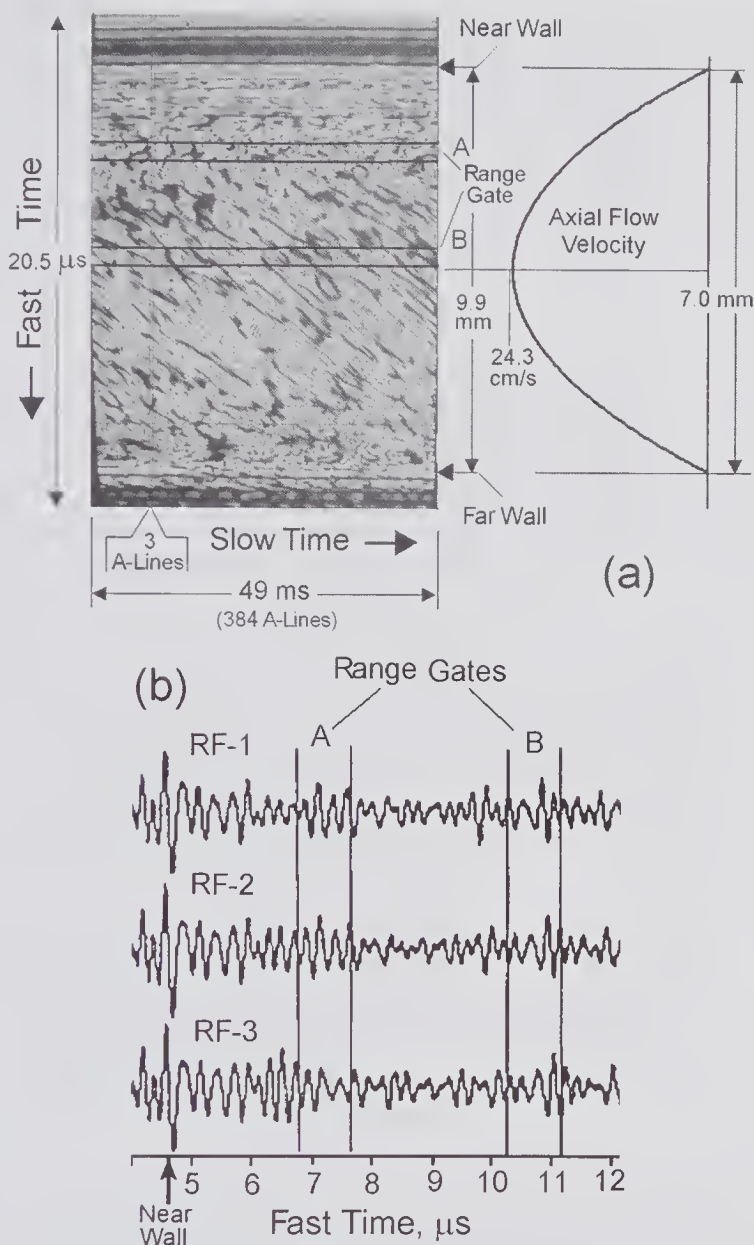 Near Wall
A
Range
Gate
B
Fast Time
20.5 μs
Axial Flow
Velocity
9.9
mm
7.0 mm
24.3
cm/s
Far Wall
3
A-Lines
Slow Time
49 ms
(384 A-Lines)
(a)
(b)
Range Gates
A
B
RF-1
RF-2
RF-3
5 6 7 8 9 10 11 12
Near
Wall
Fast Time, μs